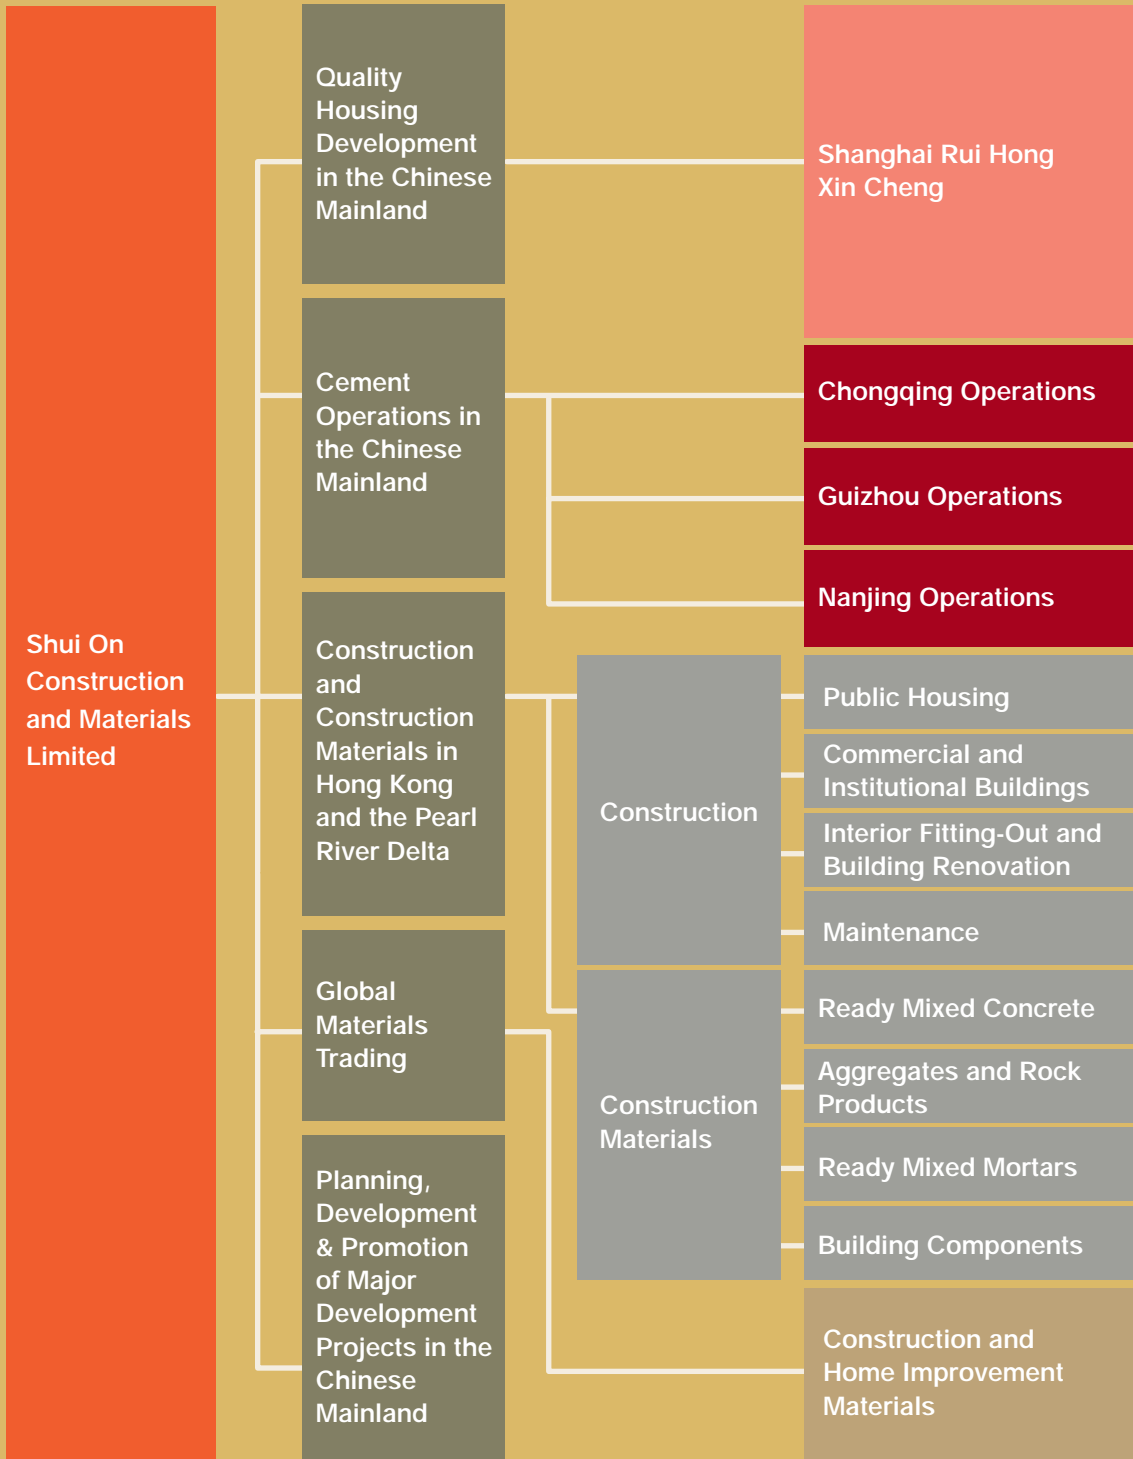 Shui On
Construction
and Materials
Limited
Quality
Housing
Development
in the Chinese
Mainland
Shanghai Rui Hong
Xin Cheng
Cement
Operations in
the Chinese
Mainland
Chongqing Operations
Guizhou Operations
Nanjing Operations
Construction
and
Construction
Materials in
Hong Kong
and the Pearl
River Delta
Construction
Public Housing
Commercial and
Institutional Buildings
Interior Fitting-Out and
Building Renovation
Maintenance
Construction
Materials
Ready Mixed Concrete
Aggregates and Rock
Products
Ready Mixed Mortars
Building Components
Global
Materials
Trading
Construction and
Home Improvement
Materials
Planning,
Development
& Promotion
of Major
Development
Projects in the
Chinese
Mainland